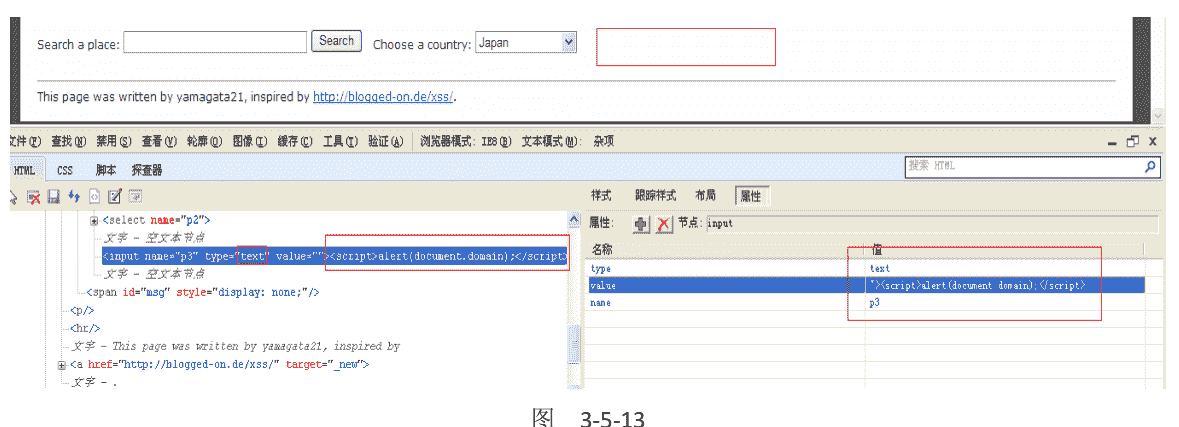 Search a place: Search Choose a country: Japan
This page was written by yamagata21, inspired by http://blogged-on.de/xss/.
文件(F) 查找(N) 禁用(S) 查看(V) 轮廓(O) 图像(I) 缓存(C) 工具(T) 验证(A) 浏览器模式: IE8(B) 文本模式(M): 杂项
HTML CSS 脚本 探查器 搜索 HTML
样式 跟踪样式 布局 属性
<select name="p2">
文字 - 空文本节点
<input name="p3" type="text" value=""><script>alert(document.domain);</script>
文字 - 空文本节点
<span id="msg" style="display: none;"/>
<p/>
<hr/>
文字 - This page was written by yamagata21, inspired by
<a href="http://blogged-on.de/xss/" target="_new">
文字 - .
属性: 节点: input
名称 值
type text
value "><script>alert(document.domain);</script>
name p3
图 3-5-13